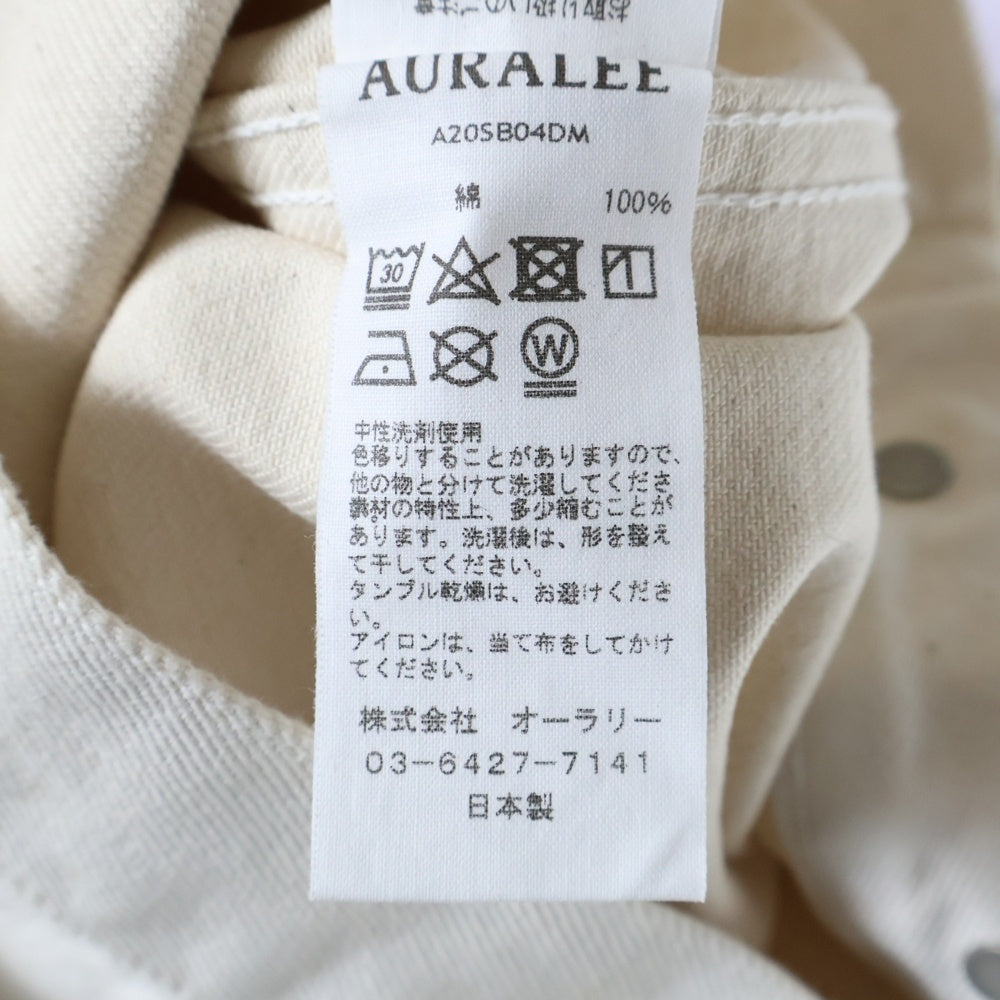 AURALEE
A20SB04DM
綿 100%
30
W
中性洗剤使用
色移りすることがありますので、
他の物と分けて洗濯してくださ
素材の特性上、多少縮むことが
あります。洗濯後は、形を整え
て干してください。
タンブル乾燥は、お避けくださ
い。
アイロンは、当て布をしてかけ
てください。
株式会社 オーラリー
03-6427-7141
日本製